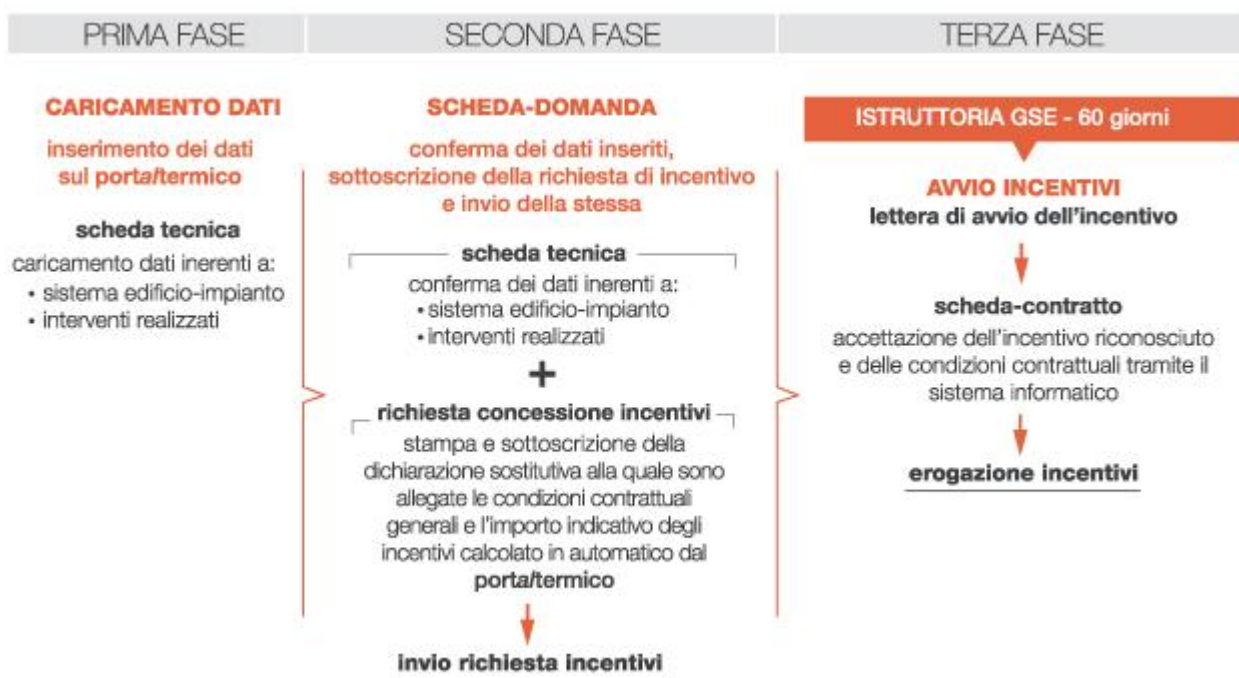 PRIMA FASE
CARICAMENTO DATI
inserimento dei dati
sul portaltermico
scheda tecnica
caricamento dati inerenti a:
• sistema edificio-impianto
• interventi realizzati
SECONDA FASE
SCHEDA-DOMANDA
conferma dei dati inseriti,
sottoscrizione della richiesta di incentivo
e invio della stessa
scheda tecnica
conferma dei dati inerenti a:
• sistema edificio-impianto
• interventi realizzati
+
richiesta concessione incentivi
stampa e sottoscrizione della
dichiarazione sostitutiva alla quale sono
allegate le condizioni contrattuali
generali e l'importo indicativo degli
incentivi calcolato in automatico dal
portaltermico
invio richiesta incentivi
TERZA FASE
ISTRUTTORIA GSE - 60 giorni
AVVIO INCENTIVI
lettera di avvio dell'incentivo
scheda-contratto
accettazione dell'incentivo riconosciuto
e delle condizioni contrattuali tramite il
sistema informatico
erogazione incentivi